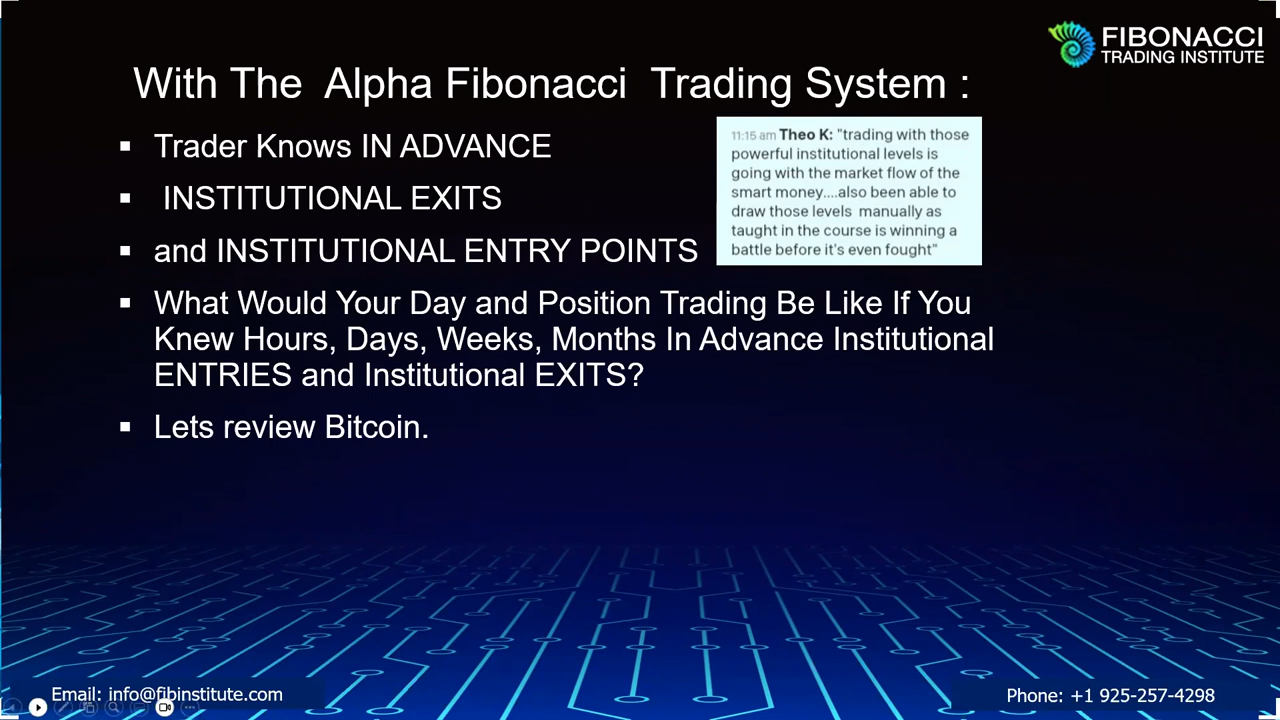 FIBONACCI
TRADING INSTITUTE
With The Alpha Fibonacci Trading System :
▪ Trader Knows IN ADVANCE
▪ INSTITUTIONAL EXITS
▪ and INSTITUTIONAL ENTRY POINTS
11:15 am Theo K: "trading with those
powerful institutional levels is
going with the market flow of the
smart money....also been able to
draw those levels manually as
taught in the course is winning a
battle before it's even fought"
▪ What Would Your Day and Position Trading Be Like If You
Knew Hours, Days, Weeks, Months In Advance Institutional
ENTRIES and Institutional EXITS?
▪ Lets review Bitcoin.
Email: info@fibinstitute.com
Phone: +1 925-257-4298